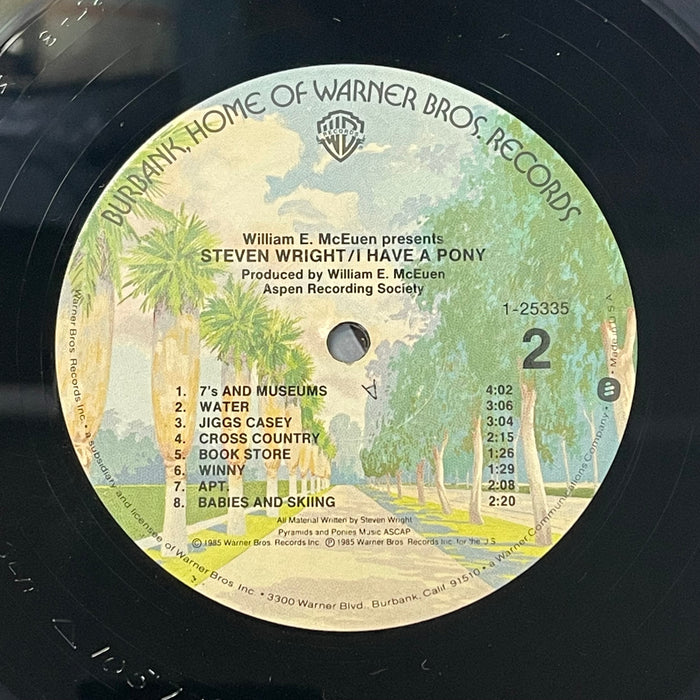 BURBANK, HOME OF WARNER BROS. RECORDS
RECORDS
William E. McEuen presents
STEVEN WRIGHT/I HAVE A PONY
Produced by William E. McEuen
Aspen Recording Society
1-25335
2
1. 7's AND MUSEUMS 4:02
2. WATER 3:06
3. JIGGS CASEY 3:04
4. CROSS COUNTRY 2:15
5. BOOK STORE 1:26
6. WINNY 1:29
7. APT. 2:08
8. BABIES AND SKIING 2:20
All Material Written by Steven Wright
Pyramids and Ponies Music ASCAP
©1985 Warner Bros. Records Inc. ℗1985 Warner Bros. Records Inc. for the U.S.
Warner Bros. Records Inc. • a subsidiary and licensee of Warner Bros. Inc. • 3300 Warner Blvd., Burbank, Calif. 91510 • a Warner Communications Company • Made in U.S.A.